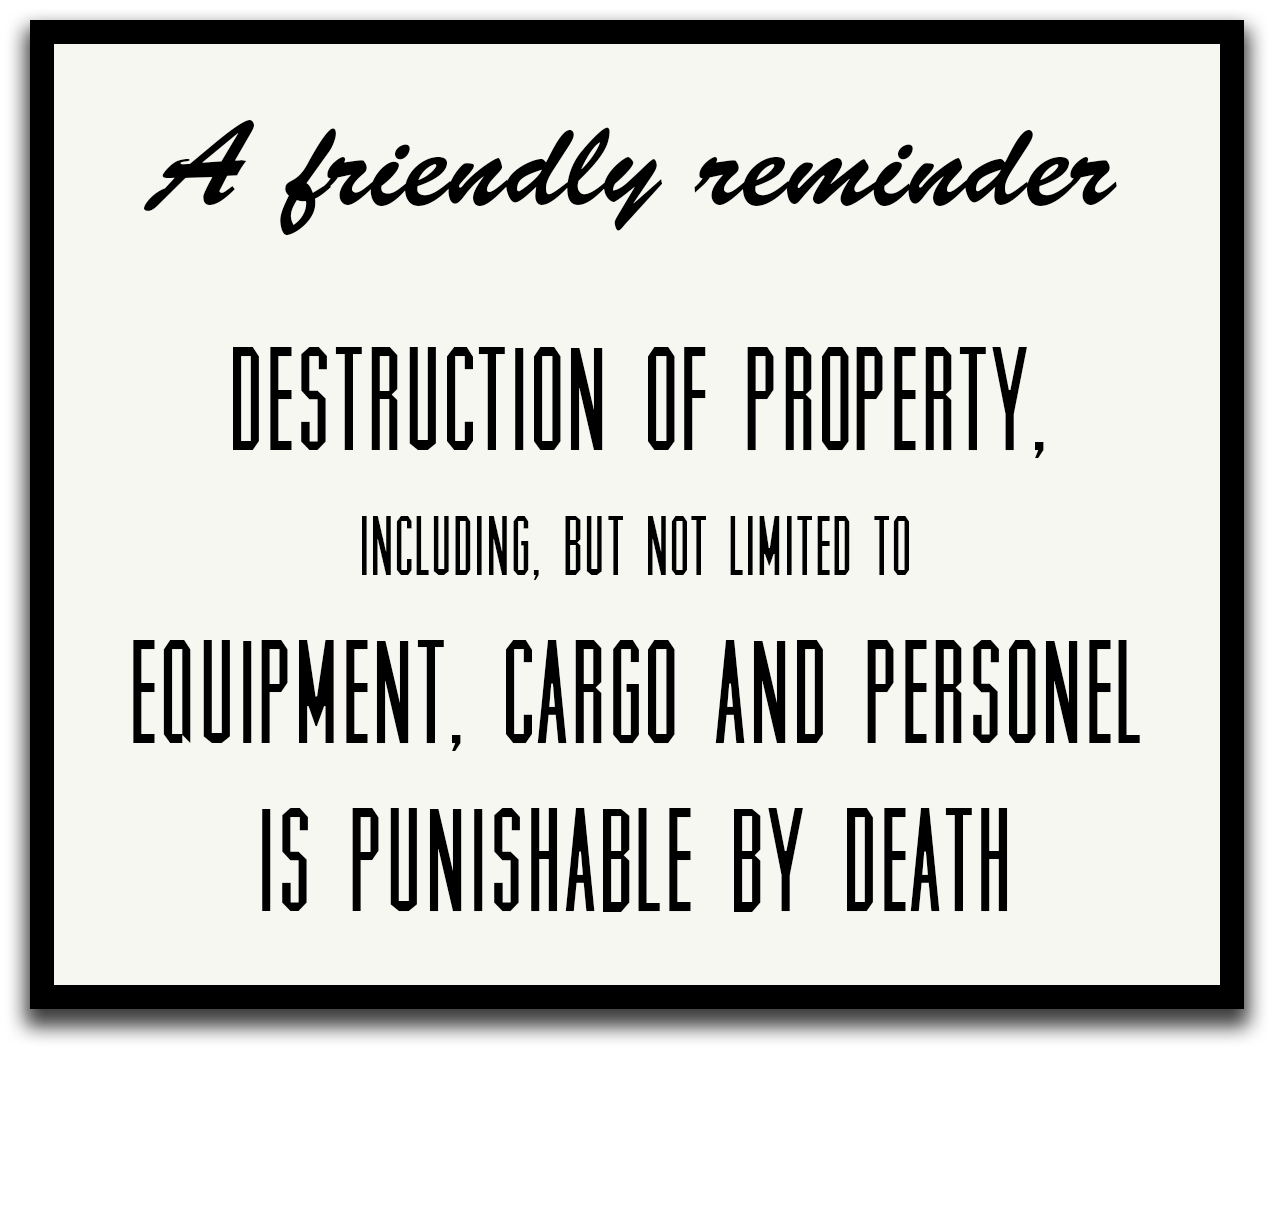 A friendly reminder
DESTRUCTION OF PROPERTY,
INCLUDING, BUT NOT LIMITED TO
EQUIPMENT, CARGO AND PERSONEL
IS PUNISHABLE BY DEATH